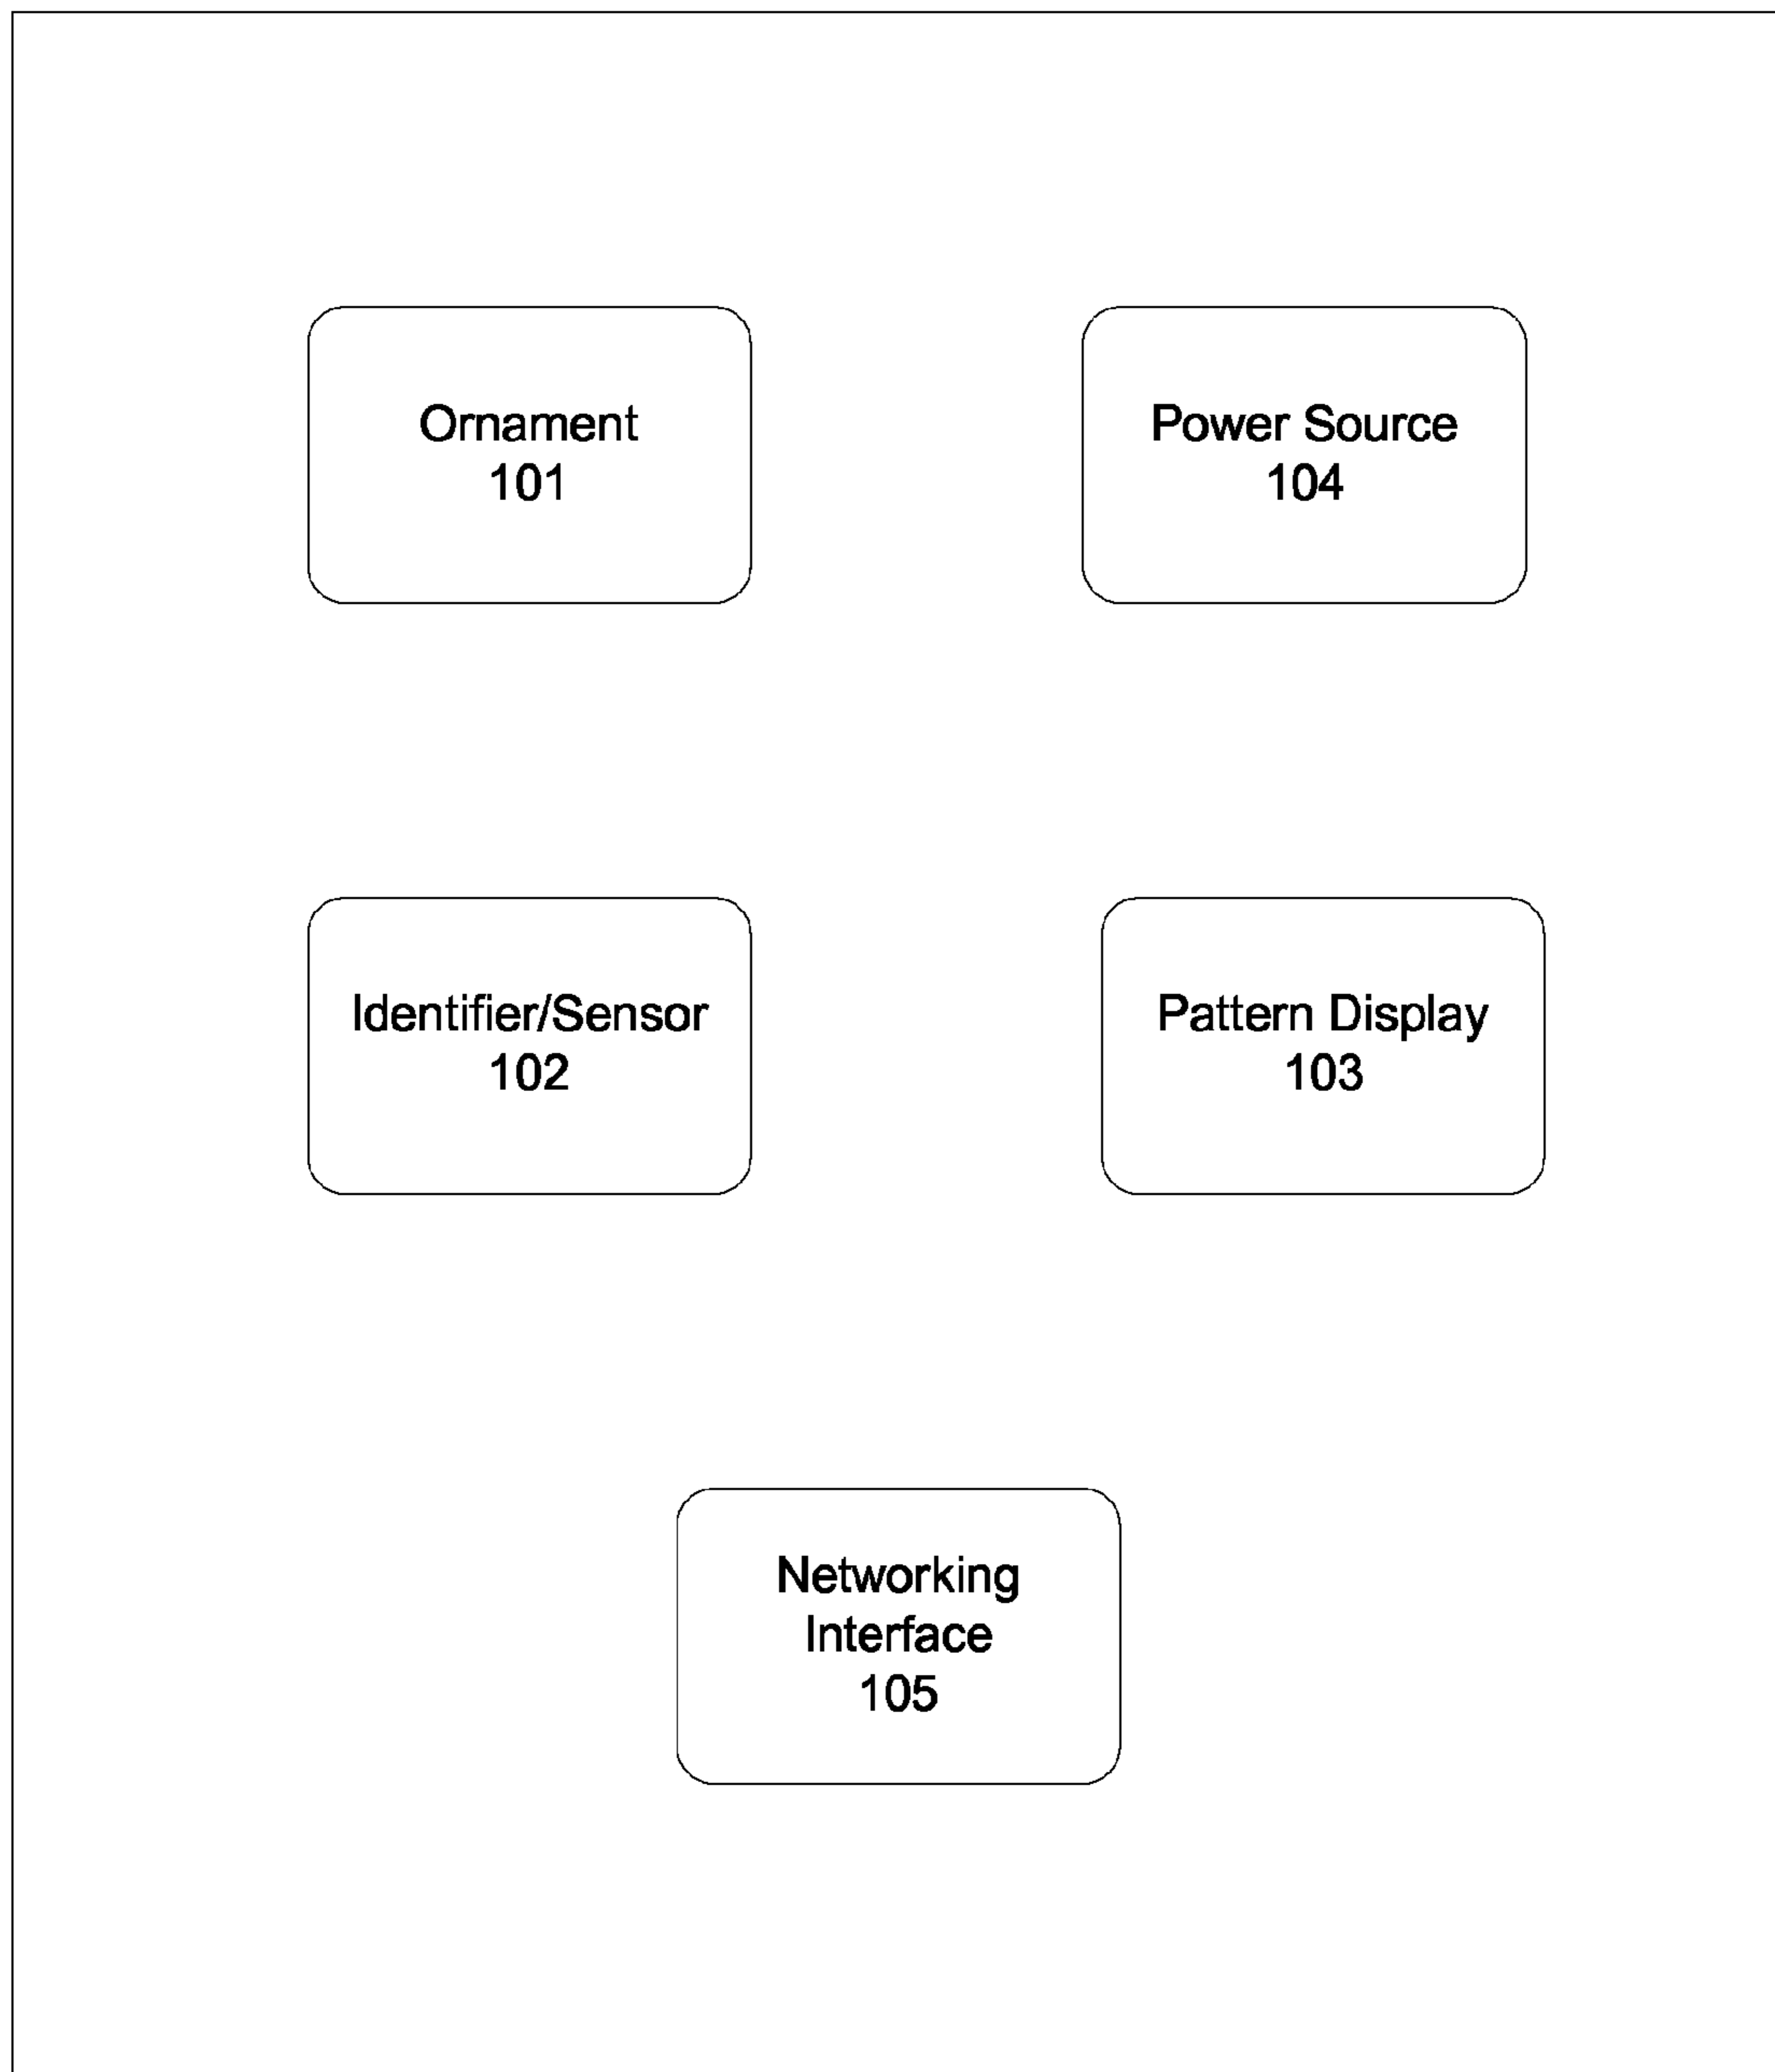 Ornament
101
Power Source
104
Identifier/Sensor
102
Pattern Display
103
Networking
Interface
105